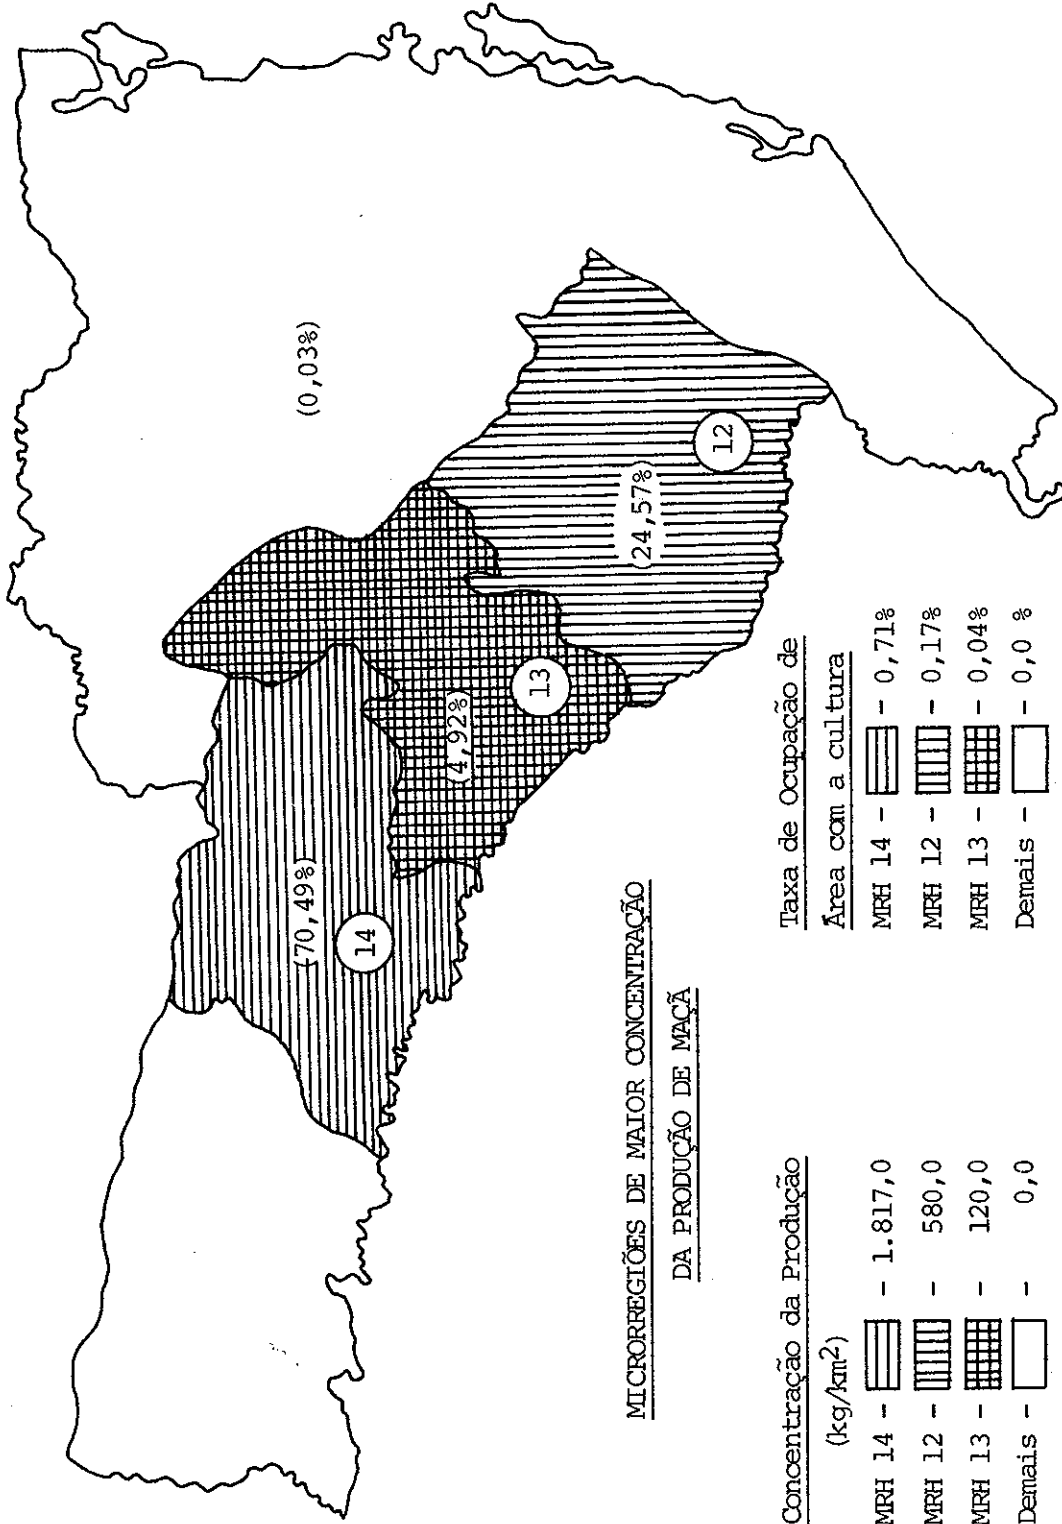 (0,03%)
(70,49%)
14
(4,92%)
13
(24,57%)
12
MICRORREGIÕES DE MAIOR CONCENTRAÇÃO
DA PRODUÇÃO DE MAÇÃ
Concentração da Produção
(kg/km²)
MRH 14 - - 1.817,0
MRH 12 - - 580,0
MRH 13 - - 120,0
Demais - - 0,0
Taxa de Ocupação de
Área com a cultura
MRH 14 - - 0,71%
MRH 12 - - 0,17%
MRH 13 - - 0,04%
Demais - - 0,0 %